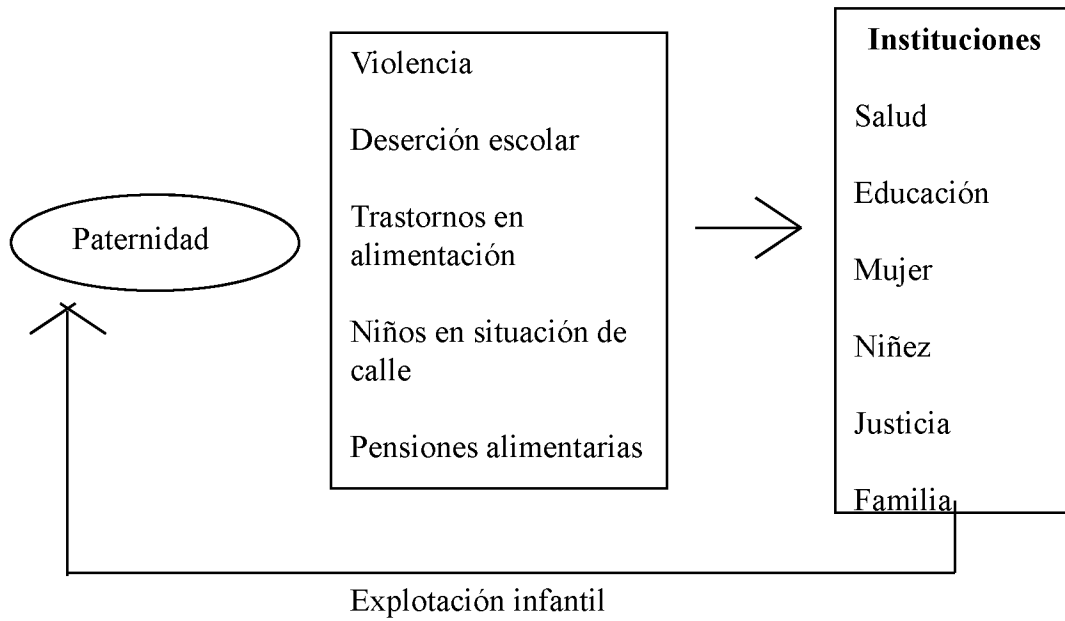 Paternidad
Violencia
Deserción escolar
Trastornos en
alimentación
Niños en situación de
calle
Pensiones alimentarias
Instituciones
Salud
Educación
Mujer
Niñez
Justicia
Familia
Explotación infantil